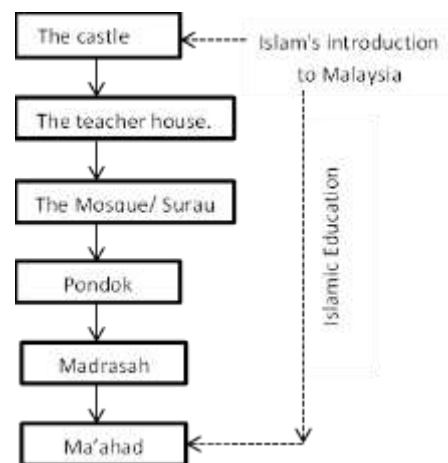 The castle
Islam's introduction
to Malaysia
The teacher house.
The Mosque/ Surau
Pondok
Madrasah
Ma'ahad
Islamic Education